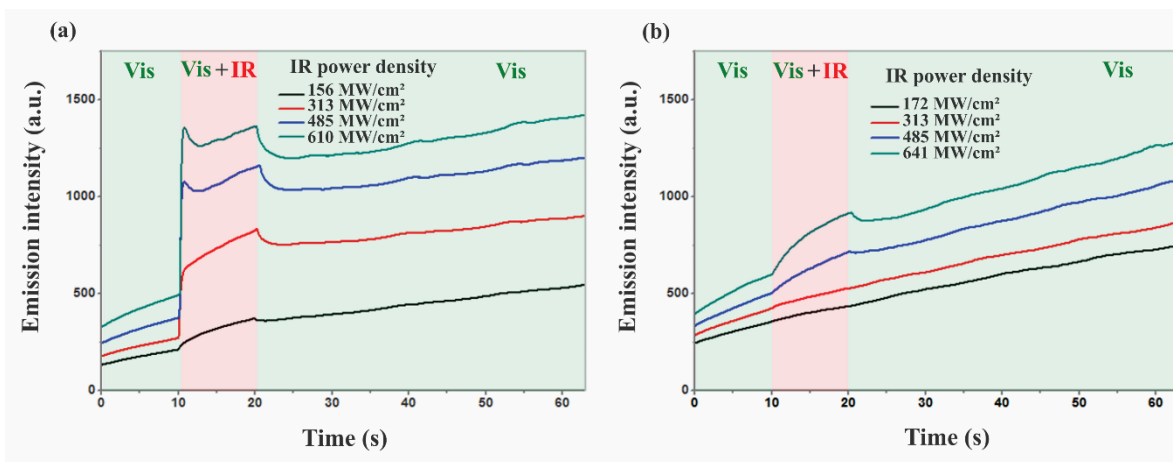 (a)
Vis
Vis + IR
Vis
IR power density
156 MW/cm²
313 MW/cm²
485 MW/cm²
610 MW/cm²
Emission intensity (a.u.)
1500
1000
500
0
0 10 20 30 40 50 60
Time (s)
(b)
Vis
Vis + IR
Vis
IR power density
172 MW/cm²
313 MW/cm²
485 MW/cm²
641 MW/cm²
Emission intensity (a.u.)
1500
1000
500
0
0 10 20 30 40 50 60
Time (s)